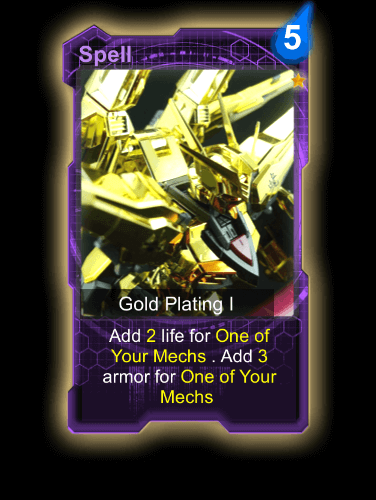 5
Spell
Gold Plating I
Add 2 life for One of
Your Mechs . Add 3
armor for One of Your
Mechs